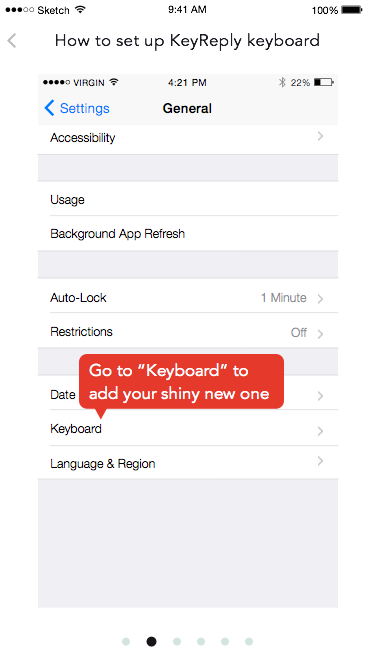 Sketch 9:41 AM 100%
How to set up KeyReply keyboard
VIRGIN 4:21 PM 22%
Settings General
Accessibility
Usage
Background App Refresh
Auto-Lock 1 Minute
Restrictions Off
Go to “Keyboard” to
add your shiny new one
Date
Keyboard
Language & Region